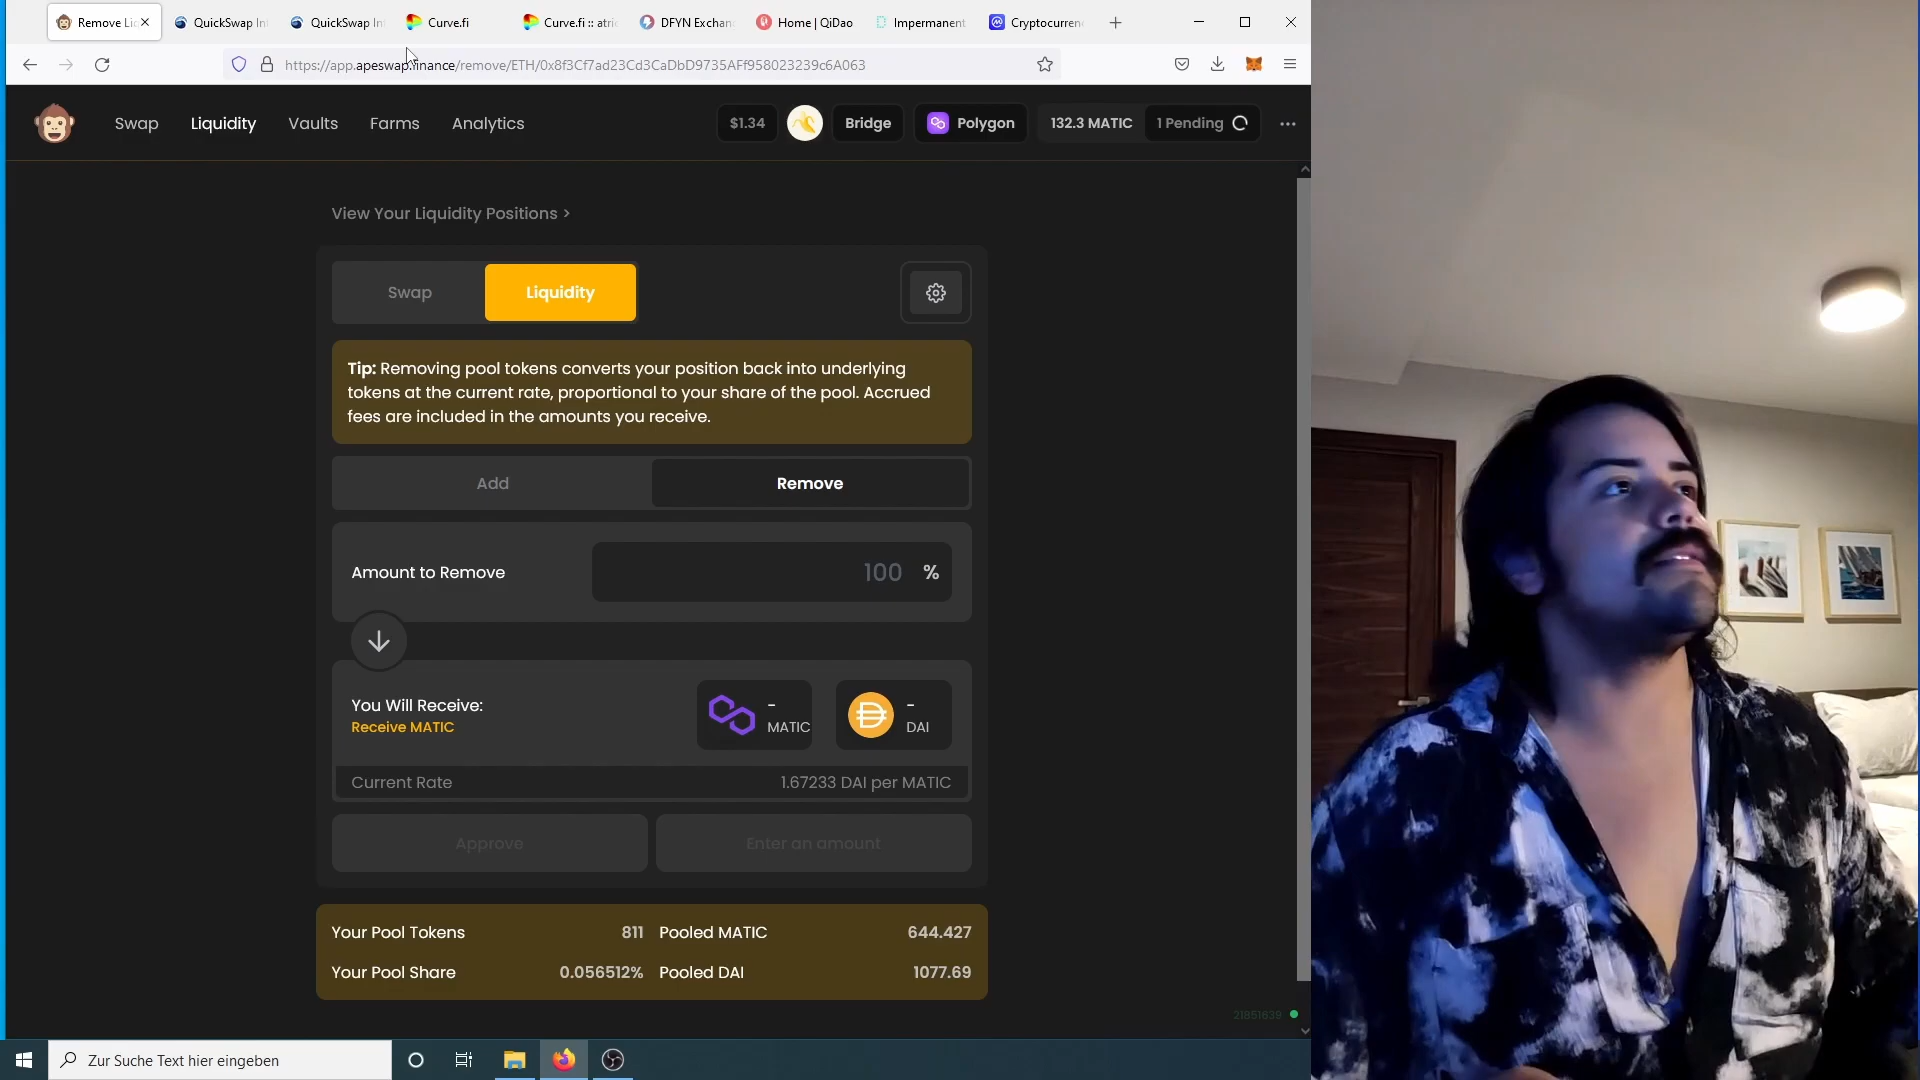 Remove Li
QuickSwap In
QuickSwap In
Curve.fi
Curve.fi :: atri
DFYN Exchan
Home | QiDao
Impermanent
Cryptocurren
https://app.apeswap.finance/remove/ETH/0x8f3Cf7ad23Cd3CaDbD9735AFf958023239c6A063
Swap
Liquidity
Vaults
Farms
Analytics
$1.34
Bridge
Polygon
132.3 MATIC
1 Pending
View Your Liquidity Positions >
Swap
Liquidity
Tip: Removing pool tokens converts your position back into underlying
tokens at the current rate, proportional to your share of the pool. Accrued
fees are included in the amounts you receive.
Add
Remove
Amount to Remove
100 %
You Will Receive:
Receive MATIC
-
MATIC
-
DAI
Current Rate
1.67233 DAI per MATIC
Approve
Enter an amount
Your Pool Tokens 811 Pooled MATIC 644.427
Your Pool Share 0.056512% Pooled DAI 1077.69
21851639
Zur Suche Text hier eingeben